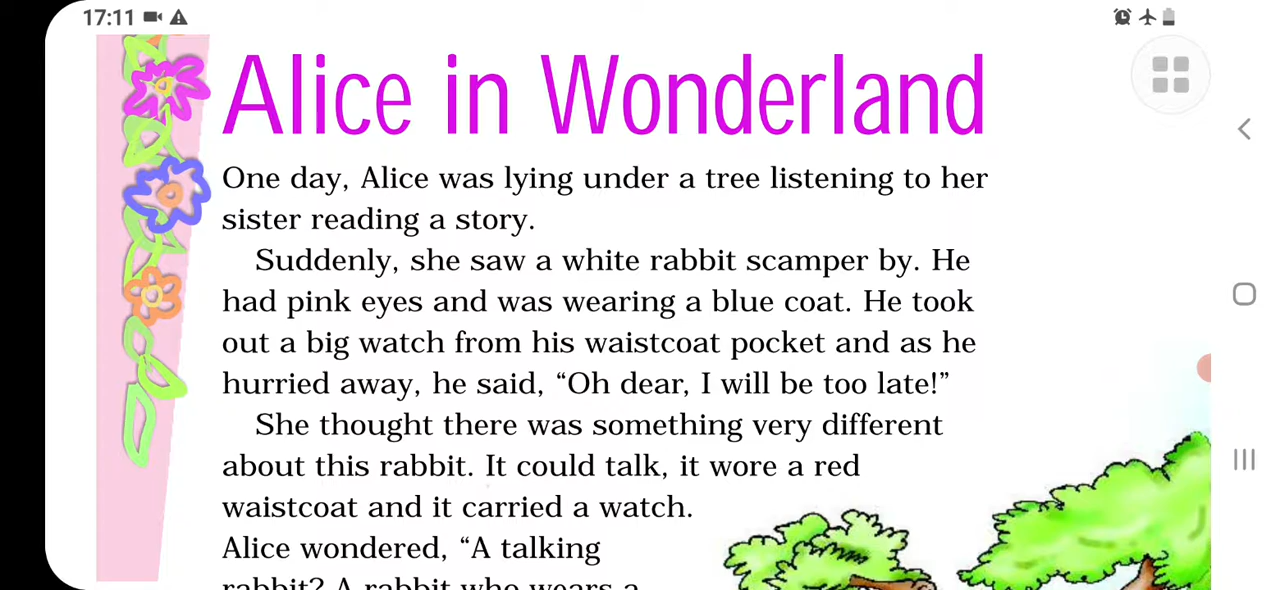 17:11
Alice in Wonderland
One day, Alice was lying under a tree listening to her
sister reading a story.
Suddenly, she saw a white rabbit scamper by. He
had pink eyes and was wearing a blue coat. He took
out a big watch from his waistcoat pocket and as he
hurried away, he said, “Oh dear, I will be too late!”
She thought there was something very different
about this rabbit. It could talk, it wore a red
waistcoat and it carried a watch.
Alice wondered, “A talking
rabbit? A rabbit who wears a